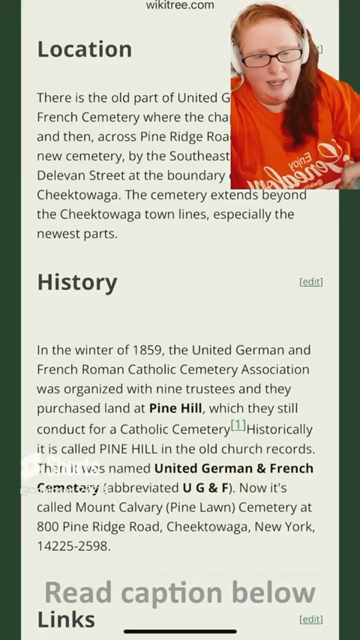 wikitree.com
Location
There is the old part of United G
French Cemetery where the cha
and then, across Pine Ridge Roa
new cemetery, by the Southeast
Delevan Street at the boundary
Cheektowaga. The cemetery extends beyond
the Cheektowaga town lines, especially the
newest parts.
Enjoy
Genealogy
History
[edit]
In the winter of 1859, the United German and
French Roman Catholic Cemetery Association
was organized with nine trustees and they
purchased land at Pine Hill, which they still
conduct for a Catholic Cemetery[1]Historically
it is called PINE HILL in the old church records.
Then it was named United German & French
Cemetery (abbreviated U G & F). Now it's
called Mount Calvary (Pine Lawn) Cemetery at
800 Pine Ridge Road, Cheektowaga, New York,
14225-2598.
Read caption below
Links
[edit]